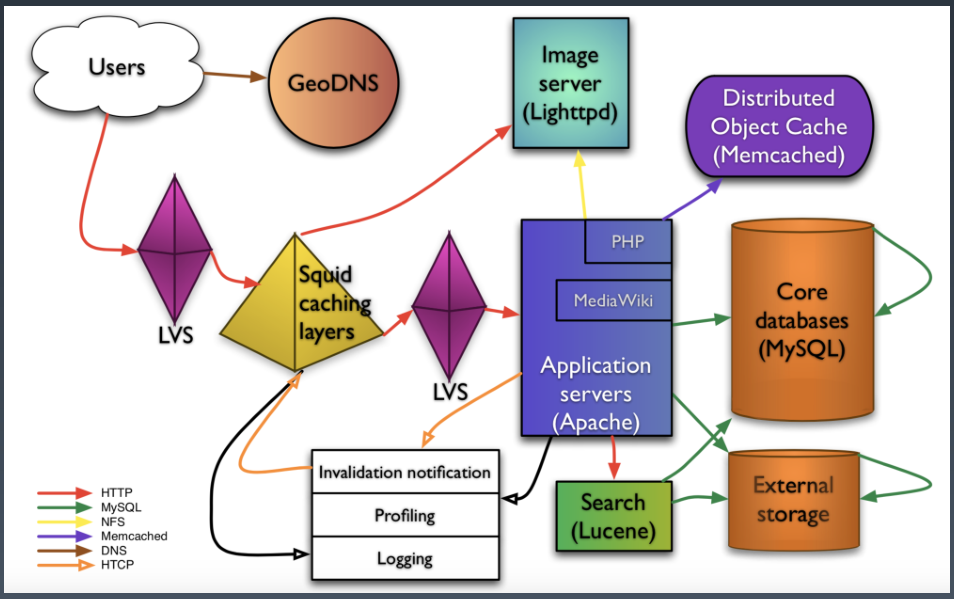 Users
GeoDNS
Image
server
(Lighttpd)
Distributed
Object Cache
(Memcached)
LVS
Squid
caching
layers
LVS
PHP
MediaWiki
Application
servers
(Apache)
Core
databases
(MySQL)
Invalidation notification
Profiling
Logging
Search
(Lucene)
External
storage
HTTP
MySQL
NFS
Memcached
DNS
HTCP